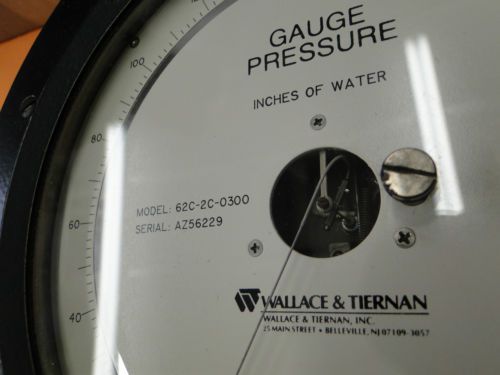 GAUGE
PRESSURE
INCHES OF WATER
100
80
60
40
MODEL: 62C-2C-0300
SERIAL: AZ56229
WALLACE & TIERNAN
WALLACE & TIERNAN, INC.
25 MAIN STREET • BELLEVILLE, NJ 07109-3057